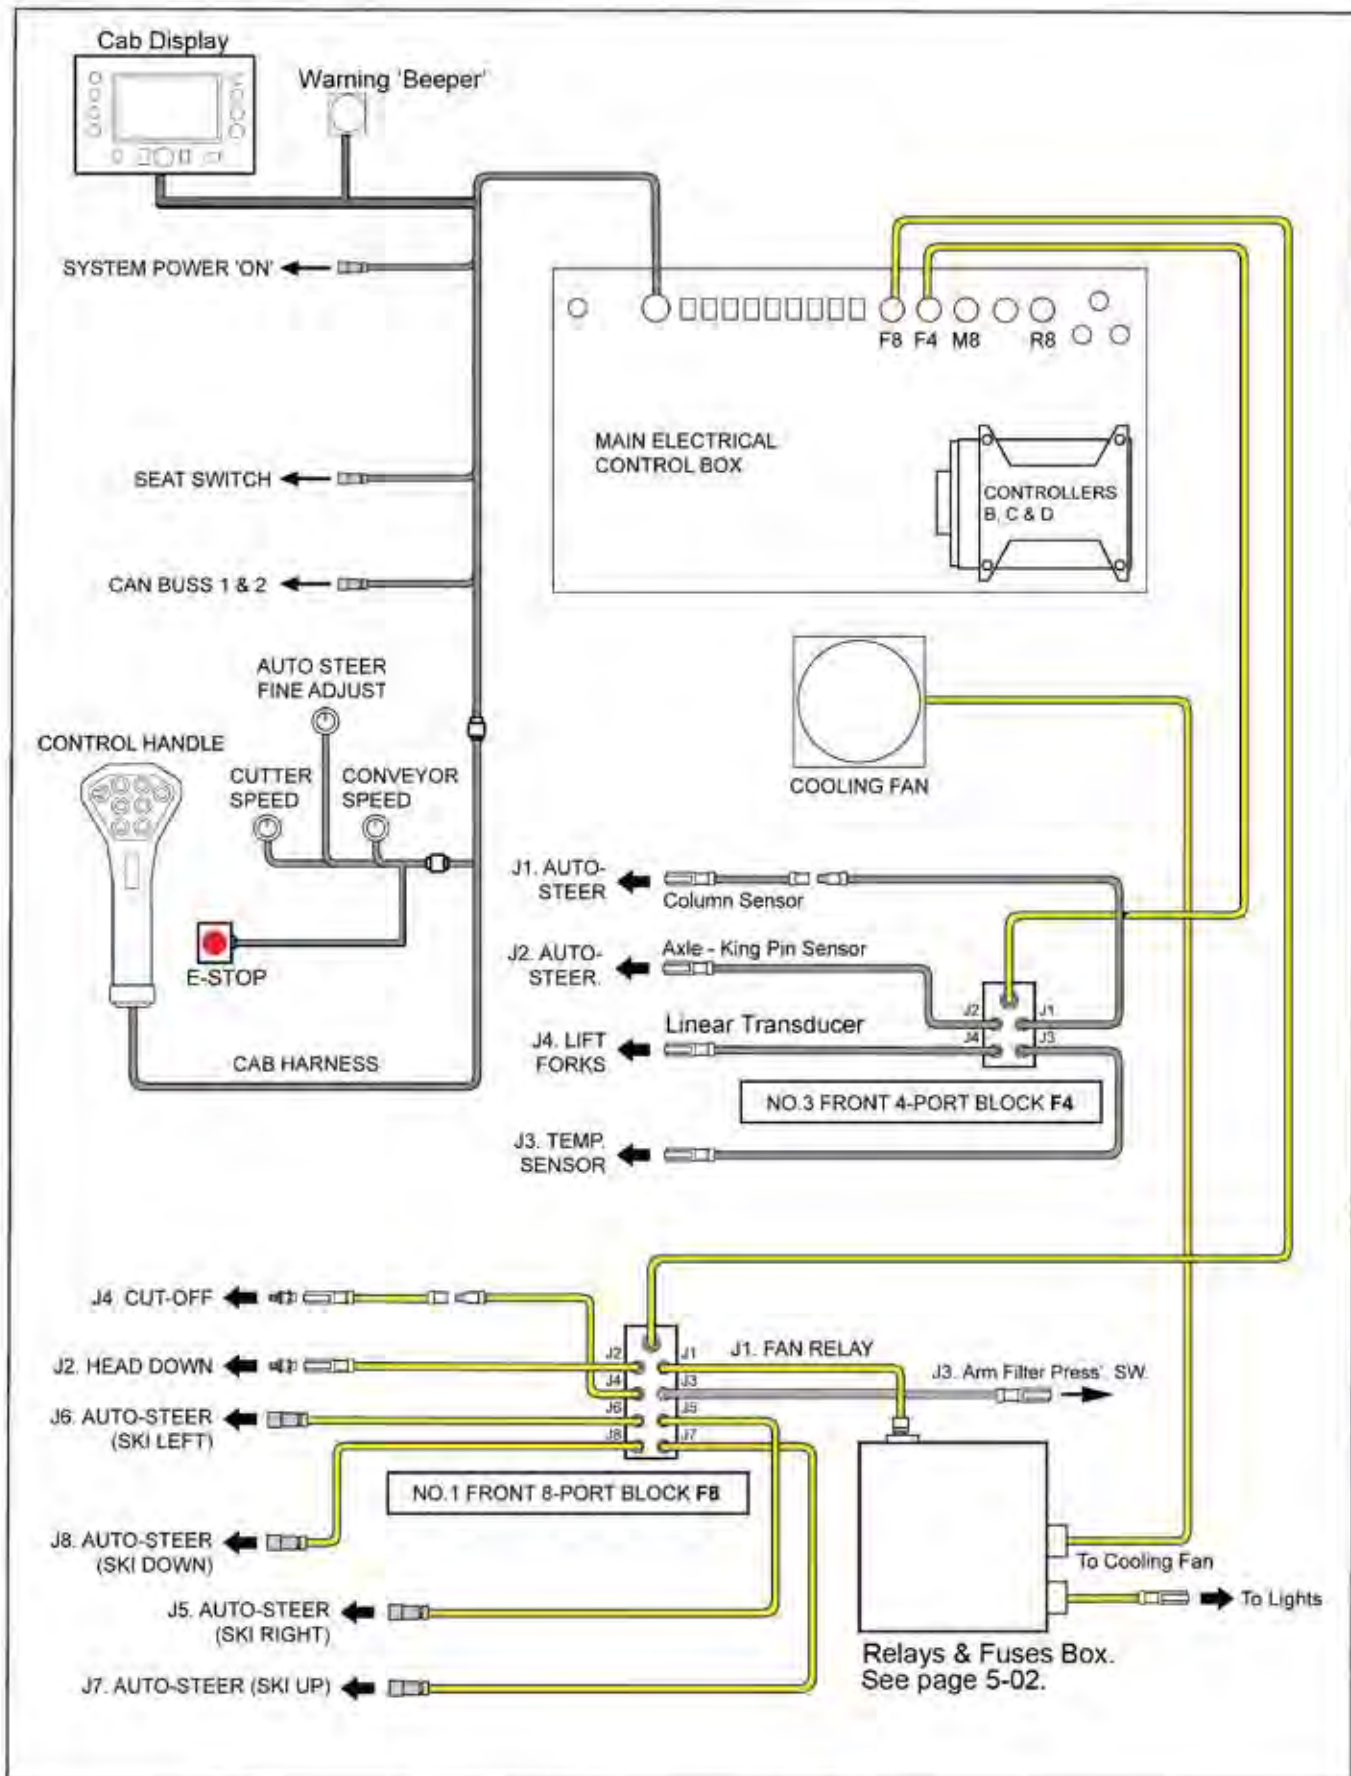 Cab Display
Warning 'Beeper'
SYSTEM POWER 'ON'
F8 F4 M8 R8
MAIN ELECTRICAL
CONTROL BOX
SEAT SWITCH
CONTROLLERS
B, C & D
CAN BUSS 1 & 2
AUTO STEER
FINE ADJUST
CONTROL HANDLE
CUTTER
SPEED
CONVEYOR
SPEED
COOLING FAN
J1. AUTO-
STEER
Column Sensor
E-STOP
J2. AUTO-
STEER.
Axle - King Pin Sensor
J2 J1
J4 J3
Linear Transducer
J4. LIFT
FORKS
CAB HARNESS
NO.3 FRONT 4-PORT BLOCK F4
J3. TEMP.
SENSOR
J4. CUT-OFF
J2. HEAD DOWN
J2 J1
J4 J3
J6 J5
J8 J7
J1. FAN RELAY
J3. Arm Filter Press'. SW.
J6. AUTO-STEER
(SKI LEFT)
NO.1 FRONT 8-PORT BLOCK F8
J8. AUTO-STEER
(SKI DOWN)
To Cooling Fan
To Lights
J5. AUTO-STEER
(SKI RIGHT)
Relays & Fuses Box.
See page 5-02.
J7. AUTO-STEER (SKI UP)